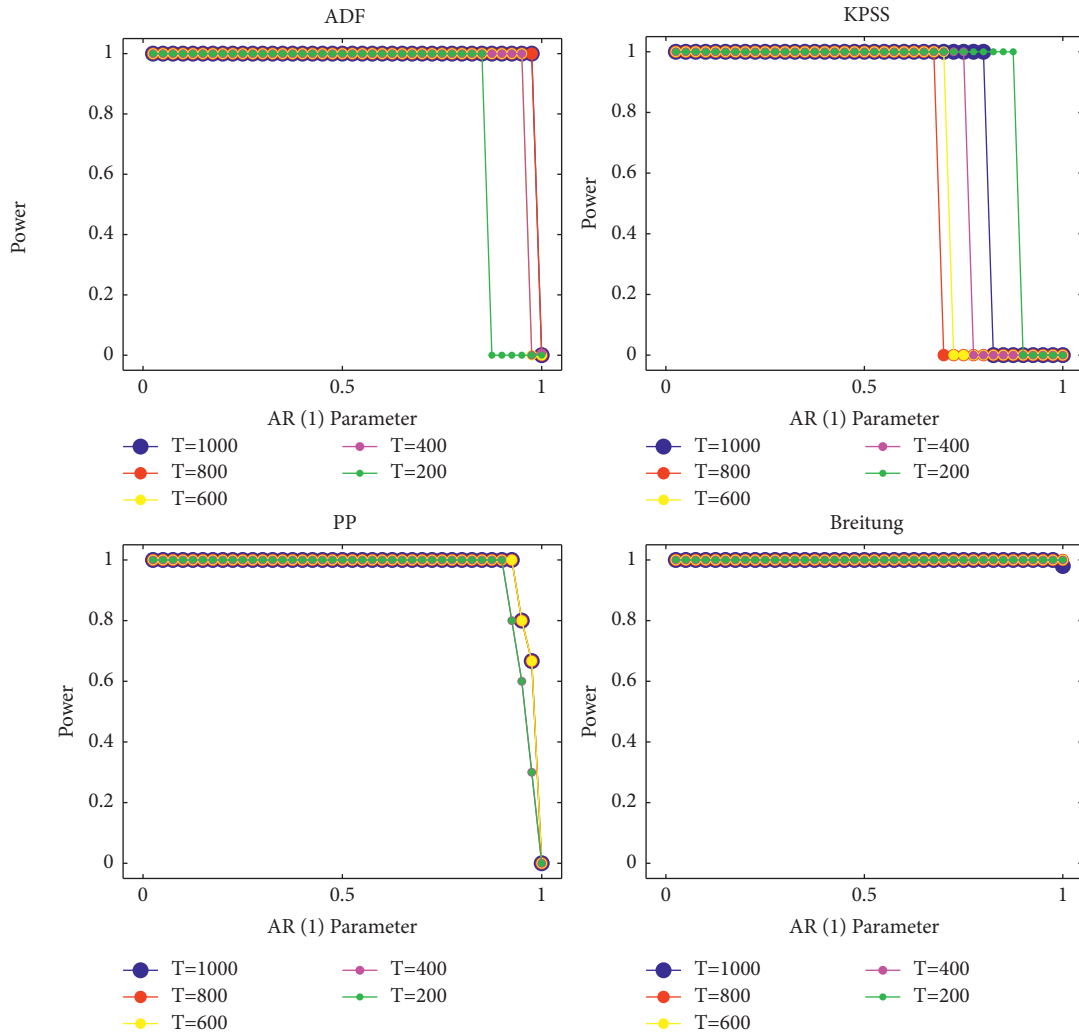 ADF
1
0.8
0.6
0.4
0.2
0
Power
0 0.5 1
AR (1) Parameter
T=1000
T=800
T=600
T=400
T=200
KPSS
1
0.8
0.6
0.4
0.2
0
Power
0 0.5 1
AR (1) Parameter
T=1000
T=800
T=600
T=400
T=200
PP
1
0.8
0.6
0.4
0.2
0
Power
0 0.5 1
AR (1) Parameter
T=1000
T=800
T=600
T=400
T=200
Breitung
1
0.8
0.6
0.4
0.2
0
Power
0 0.5 1
AR (1) Parameter
T=1000
T=800
T=600
T=400
T=200